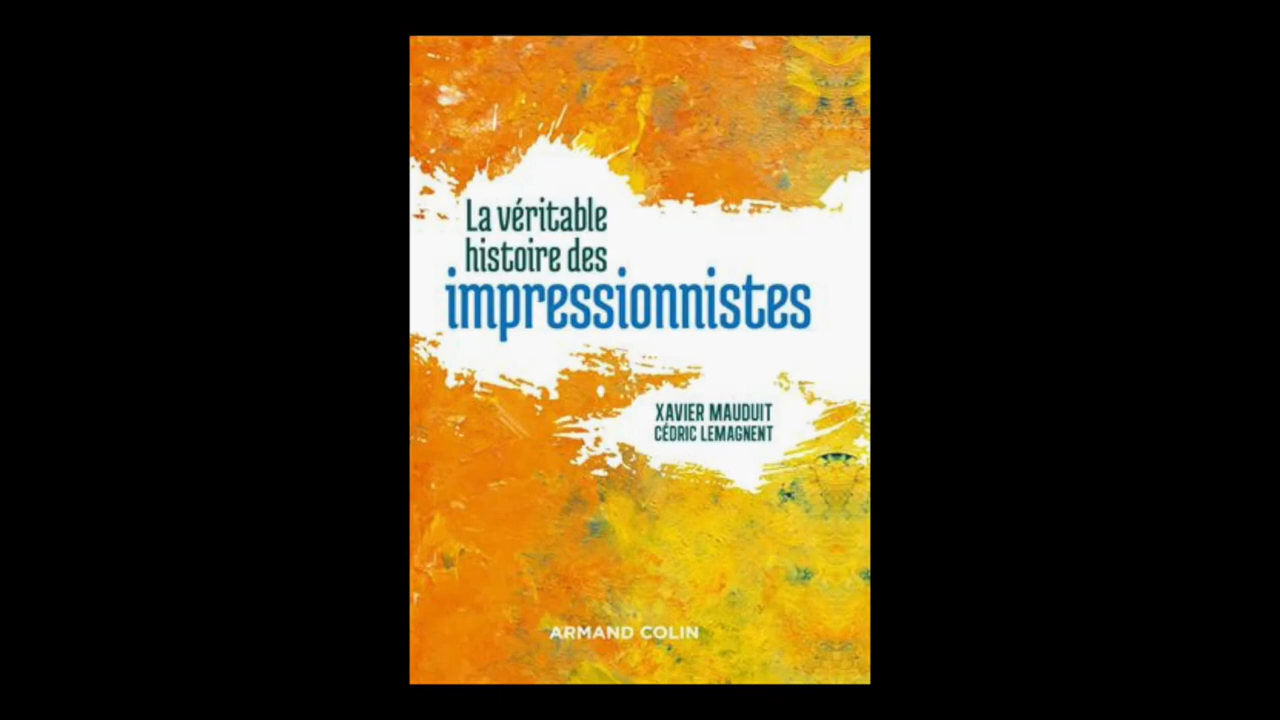 La véritable
histoire des
impressionnistes
XAVIER MAUDUIT
CÉDRIC LEMAGNENT
ARMAND COLIN